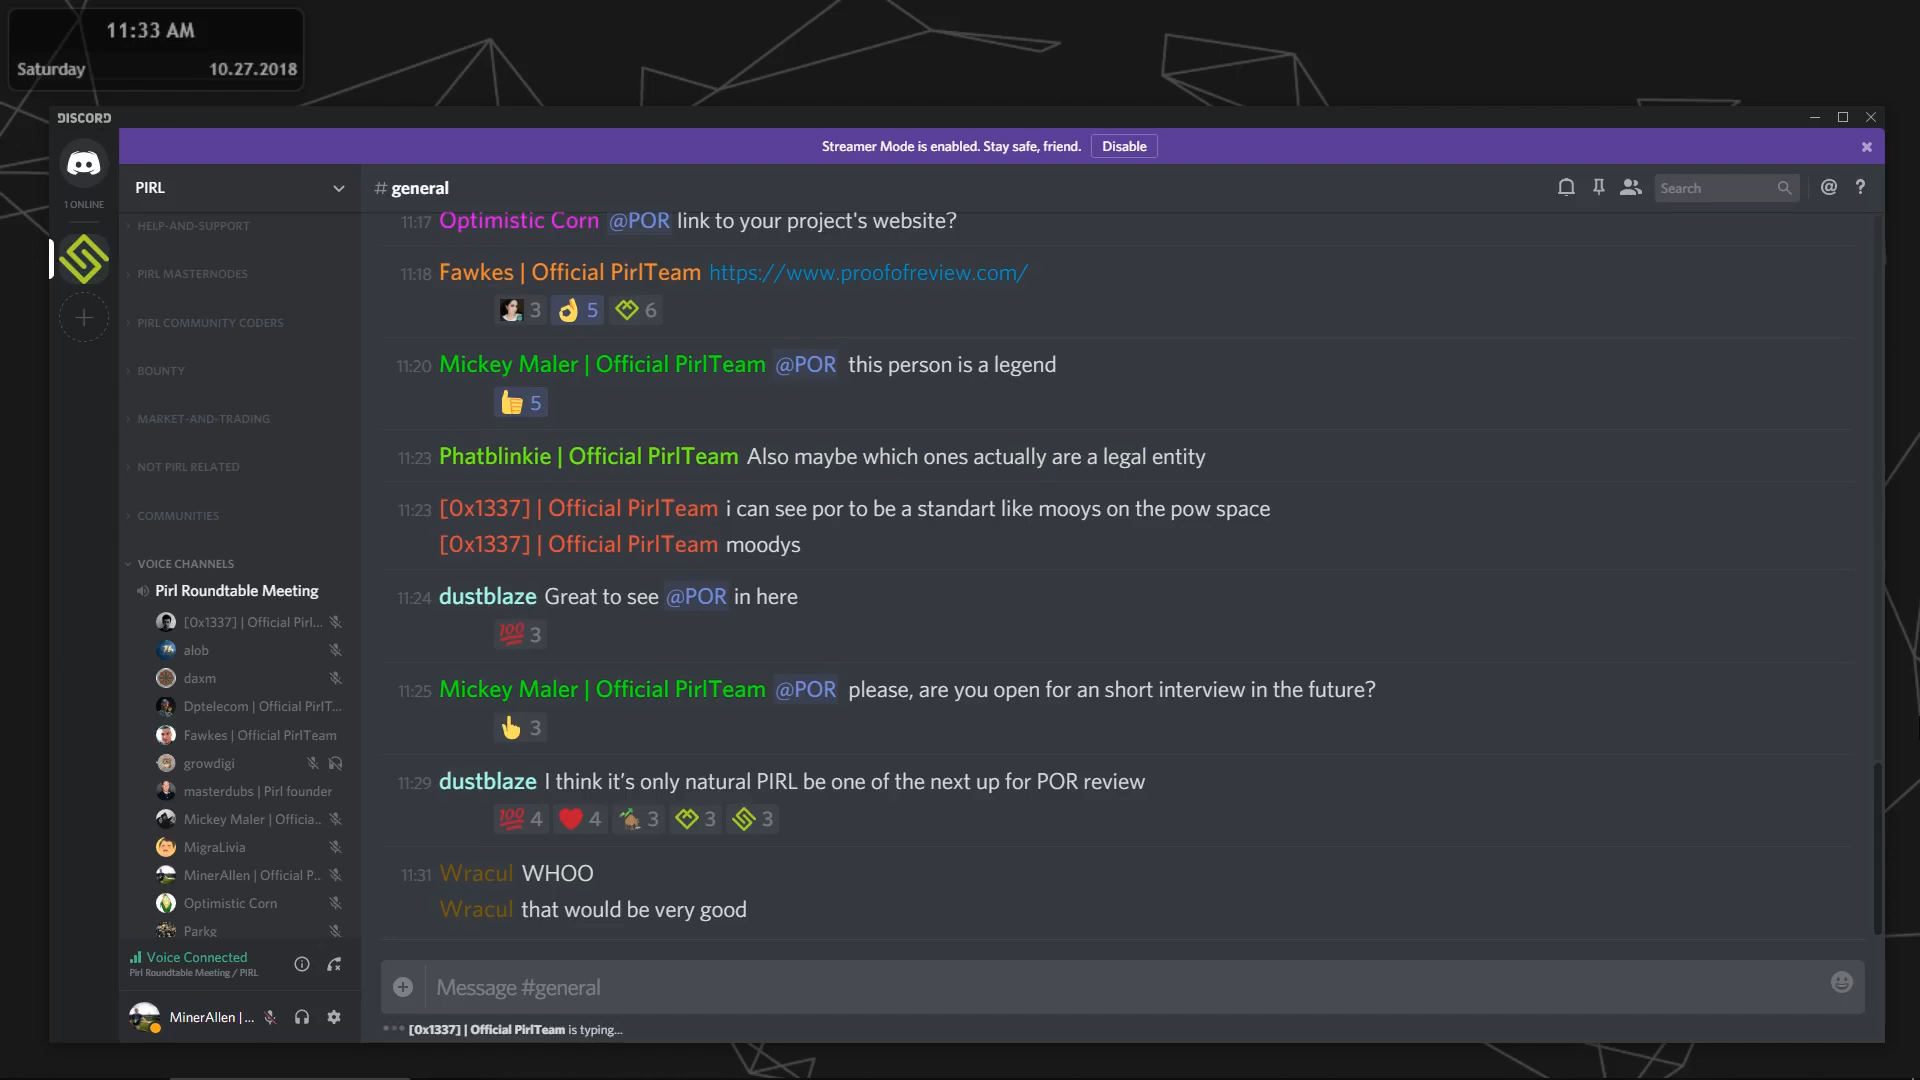 11:33 AM
Saturday 10.27.2018
DISCORD
Streamer Mode is enabled. Stay safe, friend. Disable
1 ONLINE
PIRL
# general
Search
HELP-AND-SUPPORT
PIRL MASTERNODES
PIRL COMMUNITY CODERS
BOUNTY
MARKET-AND-TRADING
NOT PIRL RELATED
COMMUNITIES
VOICE CHANNELS
Pirl Roundtable Meeting
[0x1337] | Official Pirl...
alob
daxm
Dptelecom | Official PirlT...
Fawkes | Official PirlTeam
growdigi
masterdubs | Pirl founder
Mickey Maler | Officia...
MigraLivia
MinerAllen | Official P...
Optimistic Corn
Parkg
Voice Connected
Pirl Roundtable Meeting / PIRL
MinerAllen |...
11:17 Optimistic Corn @POR link to your project's website?
11:18 Fawkes | Official PirlTeam https://www.proofofreview.com/
3 5 6
11:20 Mickey Maler | Official PirlTeam @POR this person is a legend
5
11:23 Phatblinkie | Official PirlTeam Also maybe which ones actually are a legal entity
11:23 [0x1337] | Official PirlTeam i can see por to be a standart like mooys on the pow space
[0x1337] | Official PirlTeam moodys
11:24 dustblaze Great to see @POR in here
100 3
11:25 Mickey Maler | Official PirlTeam @POR please, are you open for an short interview in the future?
3
11:29 dustblaze I think it's only natural PIRL be one of the next up for POR review
100 4 4 3 3 3
11:31 Wracul WHOO
Wracul that would be very good
Message #general
[0x1337] | Official PirlTeam is typing...